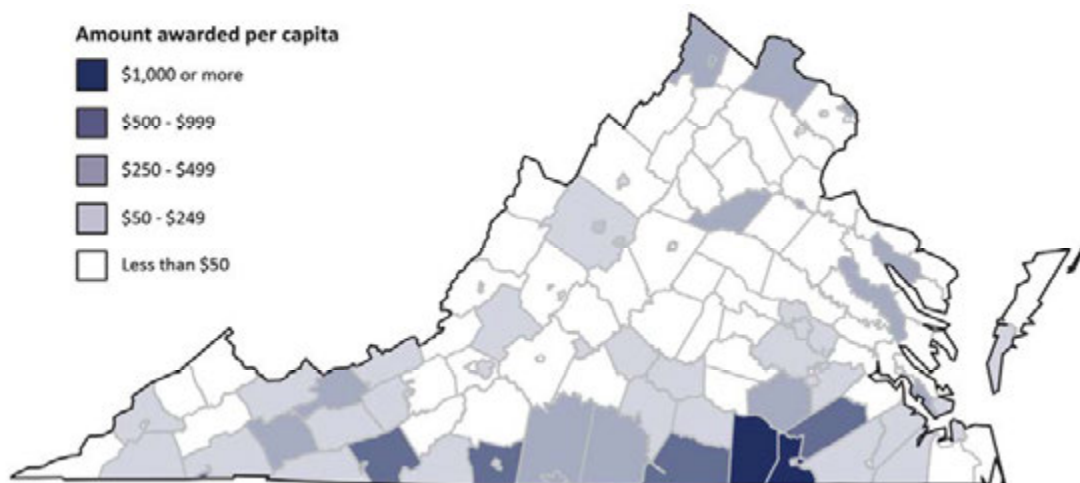 Amount awarded per capita
$1,000 or more
$500 - $999
$250 - $499
$50 - $249
Less than $50